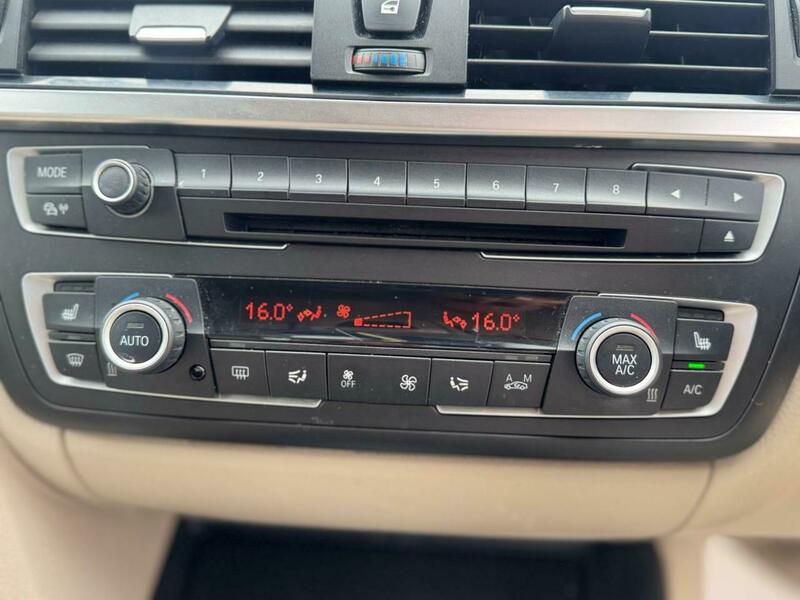 MODE 1 2 3 4 5 6 7 8
16.0° 16.0°
AUTO MAX A/C
OFF A M A/C